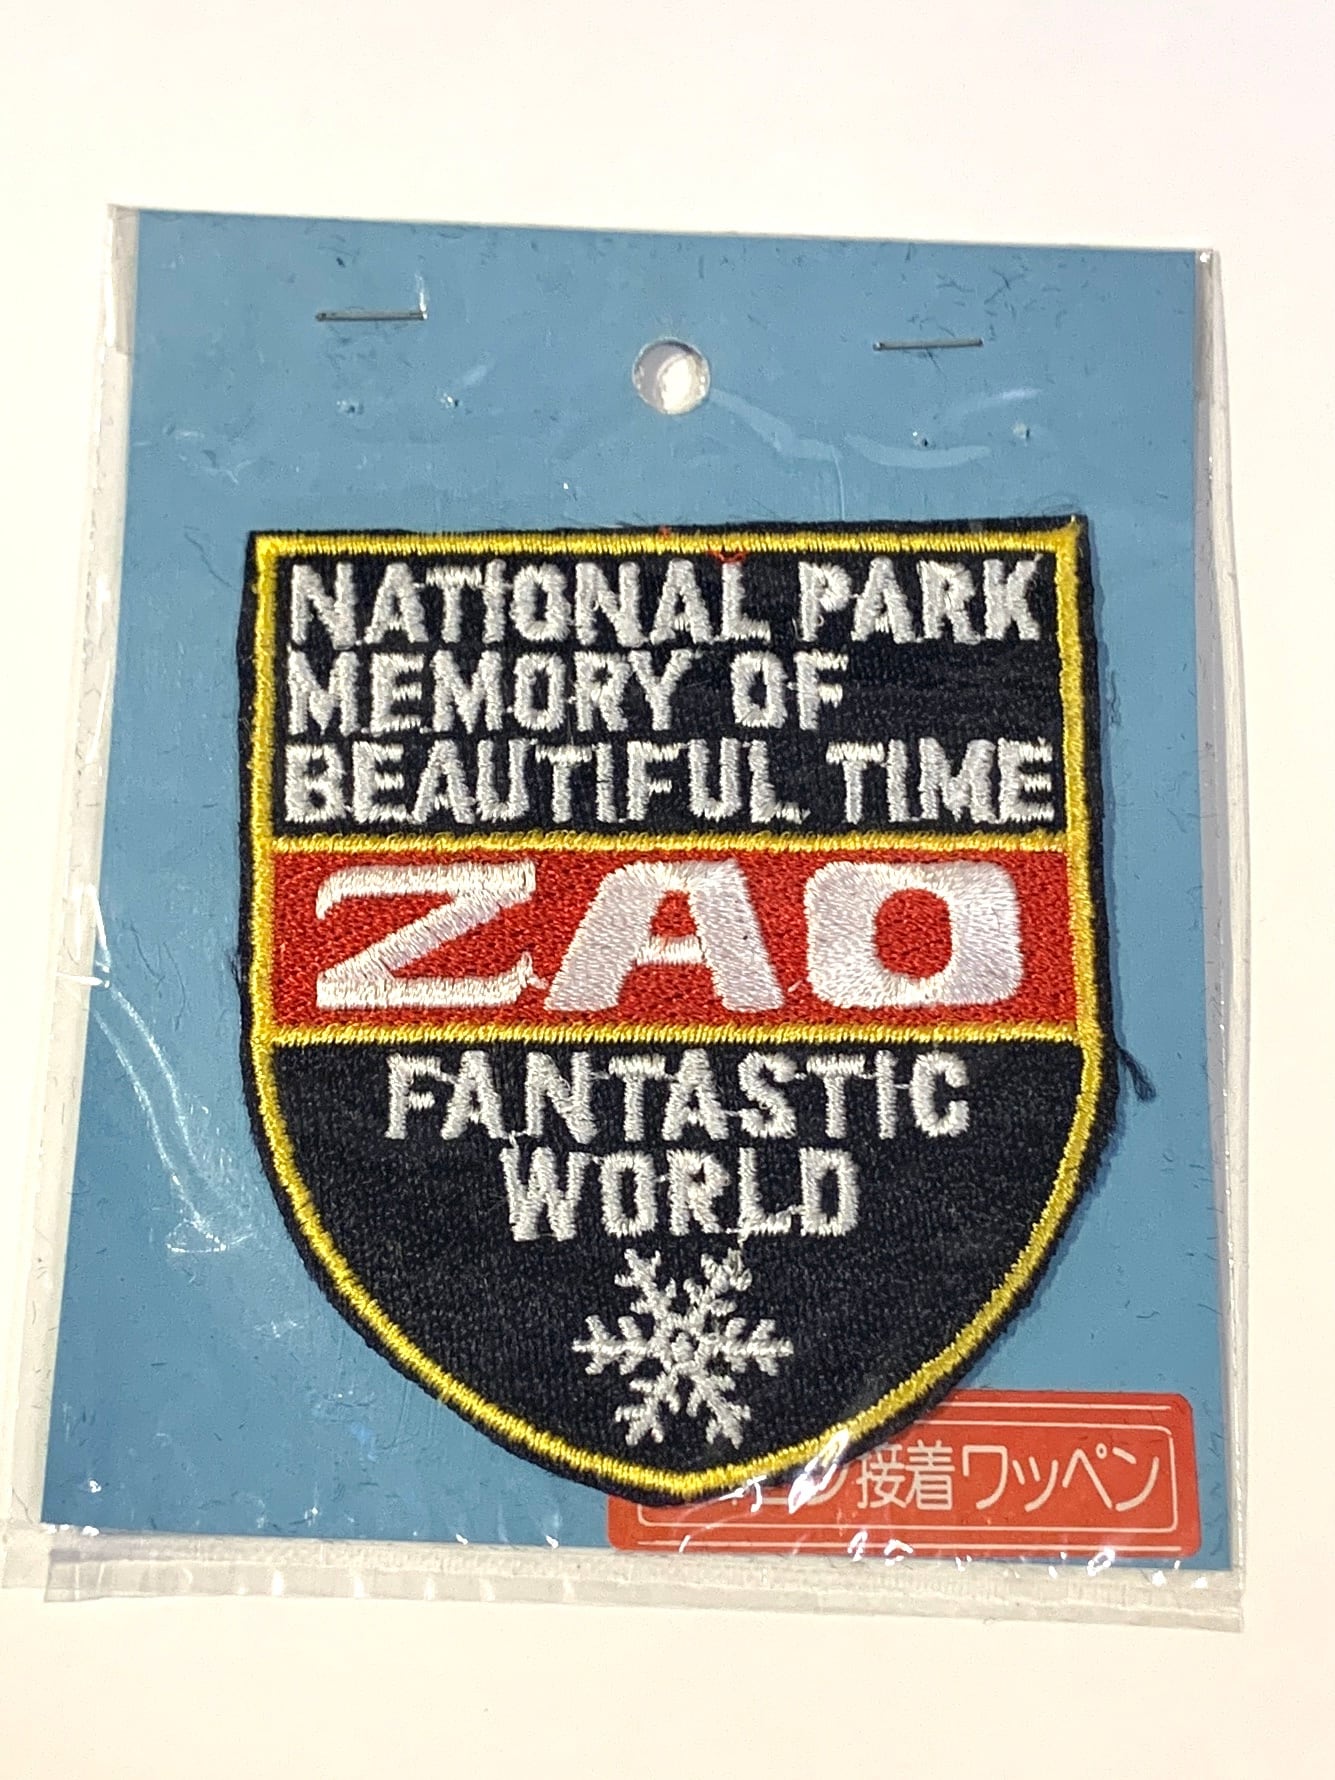 NATIONAL PARK
MEMORY OF
BEAUTIFUL TIME
ZAO
FANTASTIC
WORLD
接着ワッペン